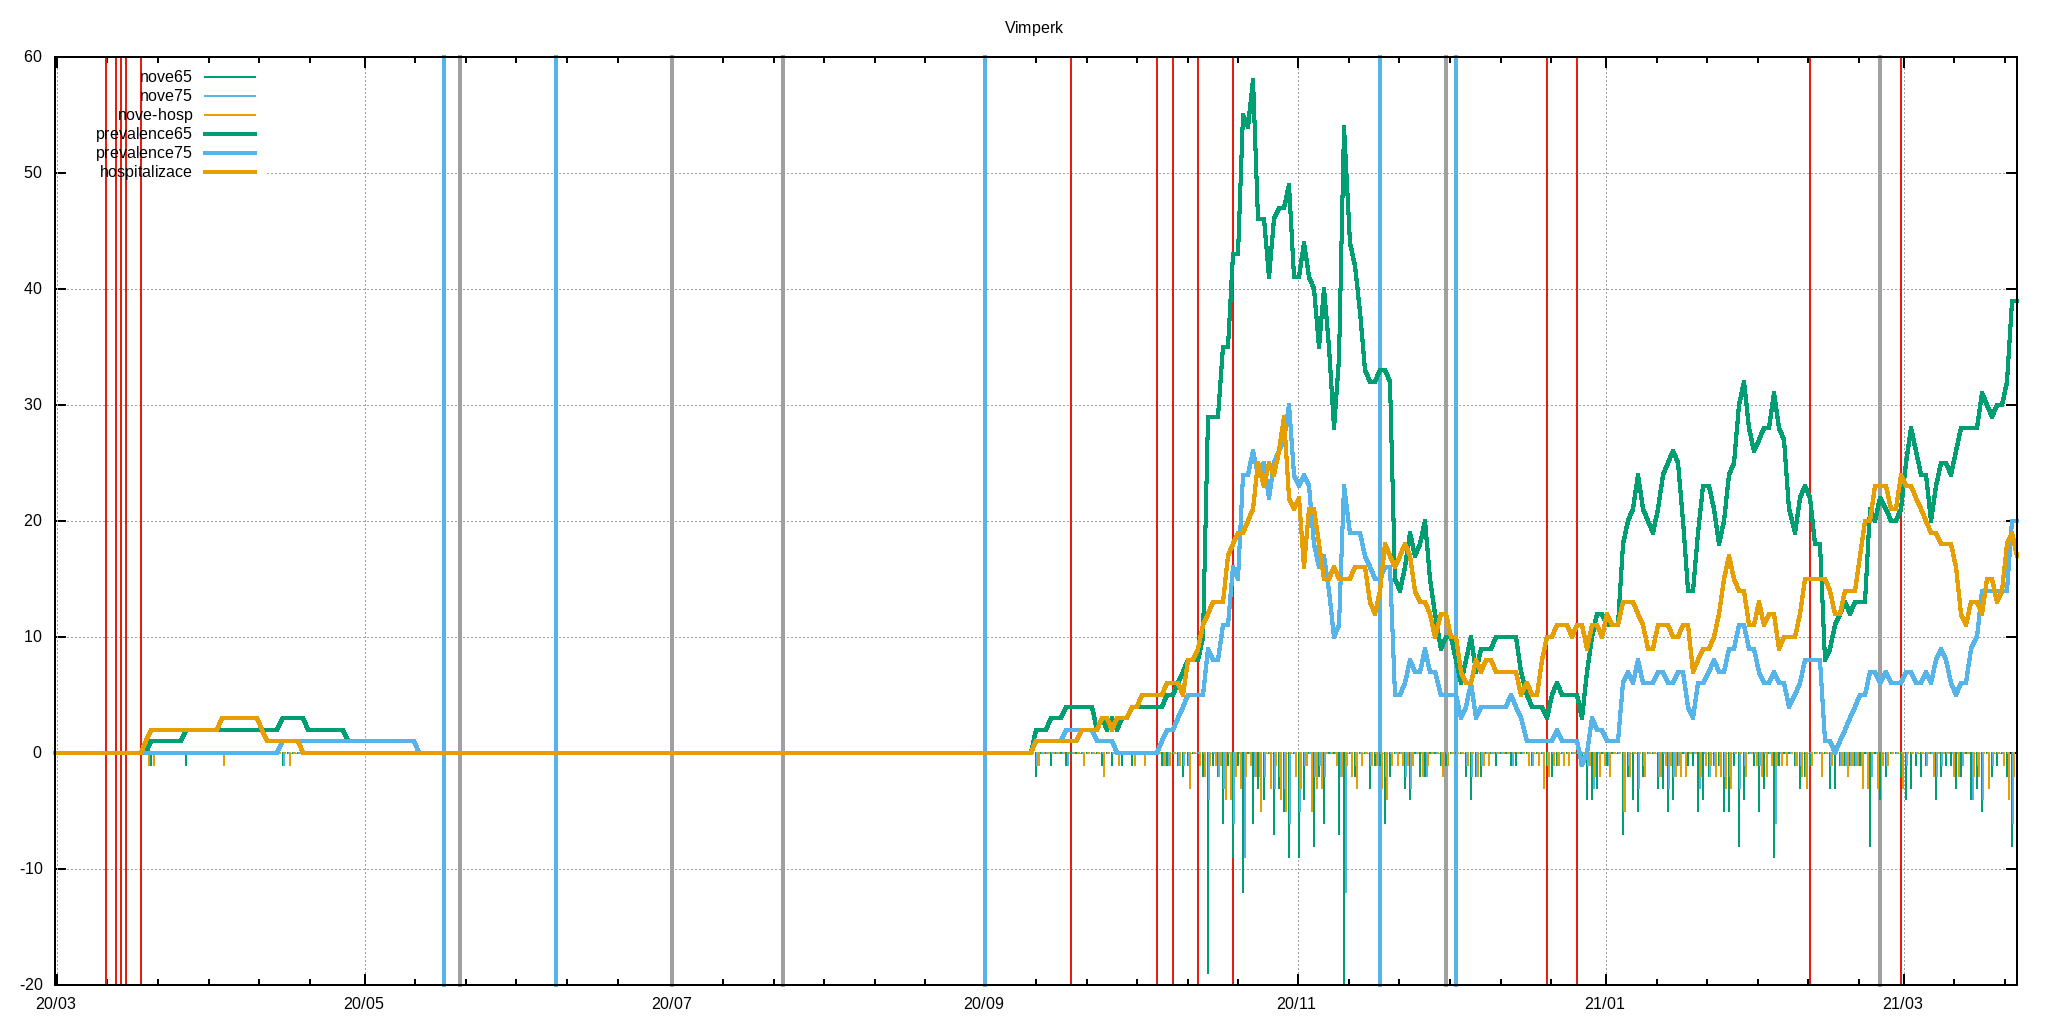 Vimperk
60
50
40
30
20
10
0
-10
-20
nove65
nove75
nove-hosp
prevalence65
prevalence75
hospitalizace
20/03 20/05 20/07 20/09 20/11 21/01 21/03